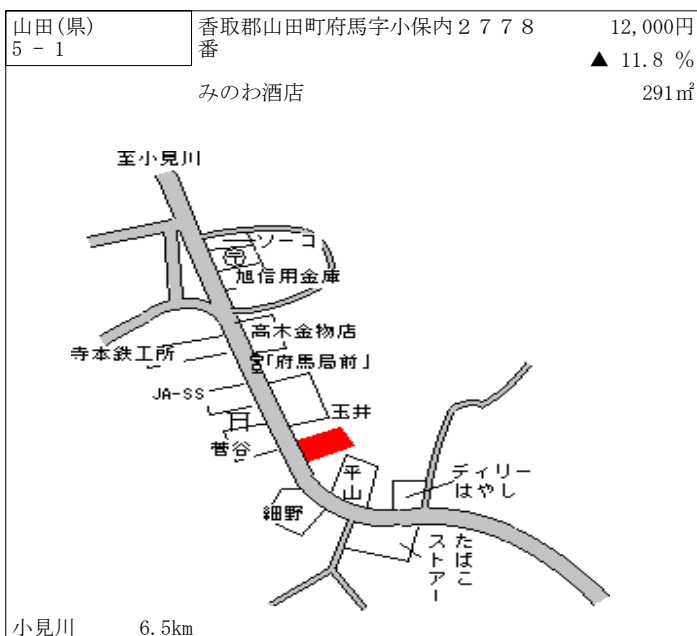 山田(県)
5 - 1
香取郡山田町府馬字小保内２７７８
番
12,000円
▲ 11.8 %
みのわ酒店
291㎡
至小見川
ソーコ
〒
旭信用金庫
高木金物店
寺本鉄工所
「府馬局前」
JA-SS
玉井
菅谷
平山
ディリー
はやし
細野
たばこ
ストアー
小見川
6.5km